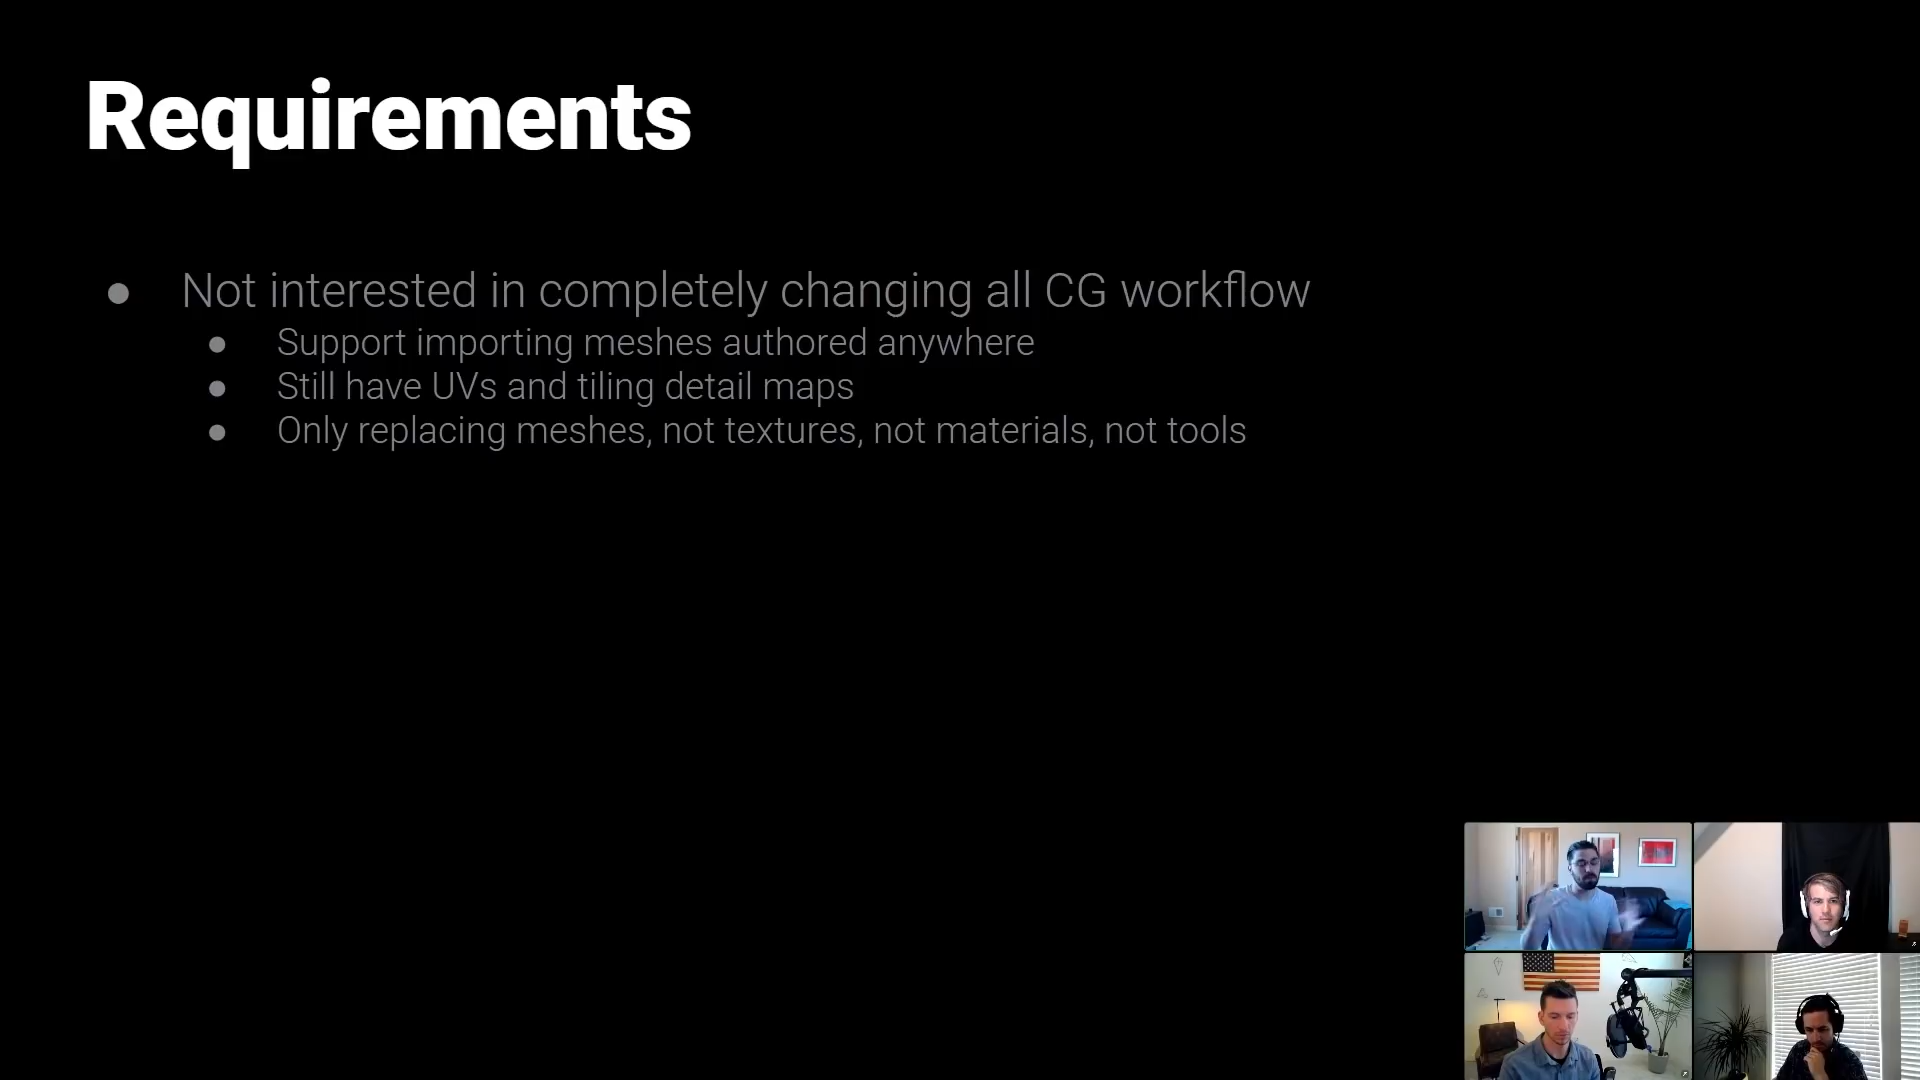 Requirements
● Not interested in completely changing all CG workflow
● Support importing meshes authored anywhere
● Still have UVs and tiling detail maps
● Only replacing meshes, not textures, not materials, not tools